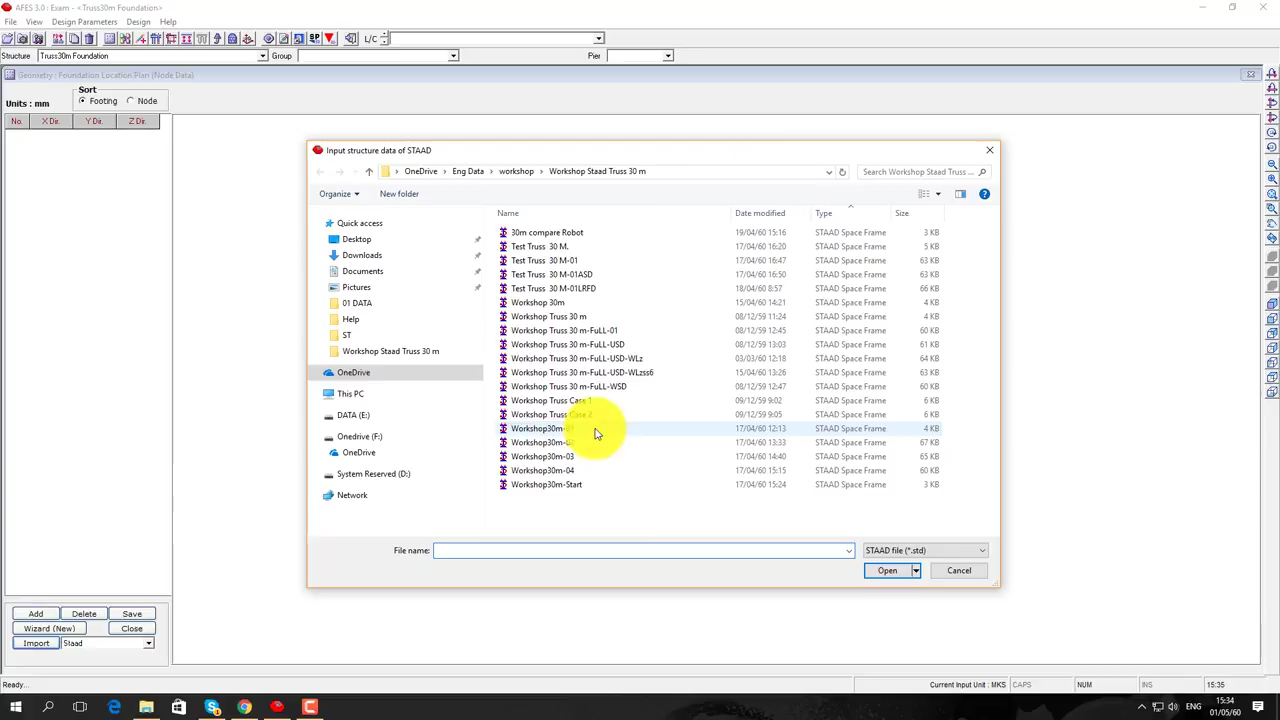 AFES 3.0 : Exam - <Truss30m Foundation>
File View Design Parameters Design Help
L/C
Structure Truss30m Foundation Group Pier
Geometry : Foundation Location Plan (Node Data)
Units : mm Sort Footing Node
No. X Dir. Y Dir. Z Dir.
Input structure data of STAAD
OneDrive > Eng Data > workshop > Workshop Staad Truss 30 m
Search Workshop Staad Truss ...
Organize New folder
Name Date modified Type Size
Quick access
Desktop
Downloads
Documents
Pictures
01 DATA
Help
ST
Workshop Staad Truss 30 m
OneDrive
This PC
DATA (E:)
Onedrive (F:)
OneDrive
System Reserved (D:)
Network
30m compare Robot 19/04/60 15:16 STAAD Space Frame 3 KB
Test Truss 30 M. 17/04/60 16:20 STAAD Space Frame 5 KB
Test Truss 30 M-01 17/04/60 16:47 STAAD Space Frame 63 KB
Test Truss 30 M-01ASD 17/04/60 16:50 STAAD Space Frame 63 KB
Test Truss 30 M-01LRFD 18/04/60 8:57 STAAD Space Frame 66 KB
Workshop 30m 15/04/60 14:21 STAAD Space Frame 4 KB
Workshop Truss 30 m 08/12/59 11:24 STAAD Space Frame 4 KB
Workshop Truss 30 m-FuLL-01 08/12/59 12:45 STAAD Space Frame 60 KB
Workshop Truss 30 m-FuLL-USD 08/12/59 13:03 STAAD Space Frame 61 KB
Workshop Truss 30 m-FuLL-USD-WLz 03/03/60 12:18 STAAD Space Frame 64 KB
Workshop Truss 30 m-FuLL-USD-WLzss6 15/04/60 13:26 STAAD Space Frame 63 KB
Workshop Truss 30 m-FuLL-WSD 08/12/59 12:47 STAAD Space Frame 60 KB
Workshop Truss Case 1 09/12/59 9:02 STAAD Space Frame 6 KB
Workshop Truss Case 2 09/12/59 9:05 STAAD Space Frame 6 KB
Workshop30m-01 17/04/60 12:13 STAAD Space Frame 4 KB
Workshop30m-02 17/04/60 13:33 STAAD Space Frame 67 KB
Workshop30m-03 17/04/60 14:40 STAAD Space Frame 65 KB
Workshop30m-04 17/04/60 15:15 STAAD Space Frame 60 KB
Workshop30m-Start 17/04/60 15:24 STAAD Space Frame 3 KB
File name: STAAD file (*.std)
Open Cancel
Add Delete Save
Wizard (New) Close
Import Staad
Ready... Current Input Unit : MKS CAPS NUM INS 15:35
ENG 15:34
01/05/60